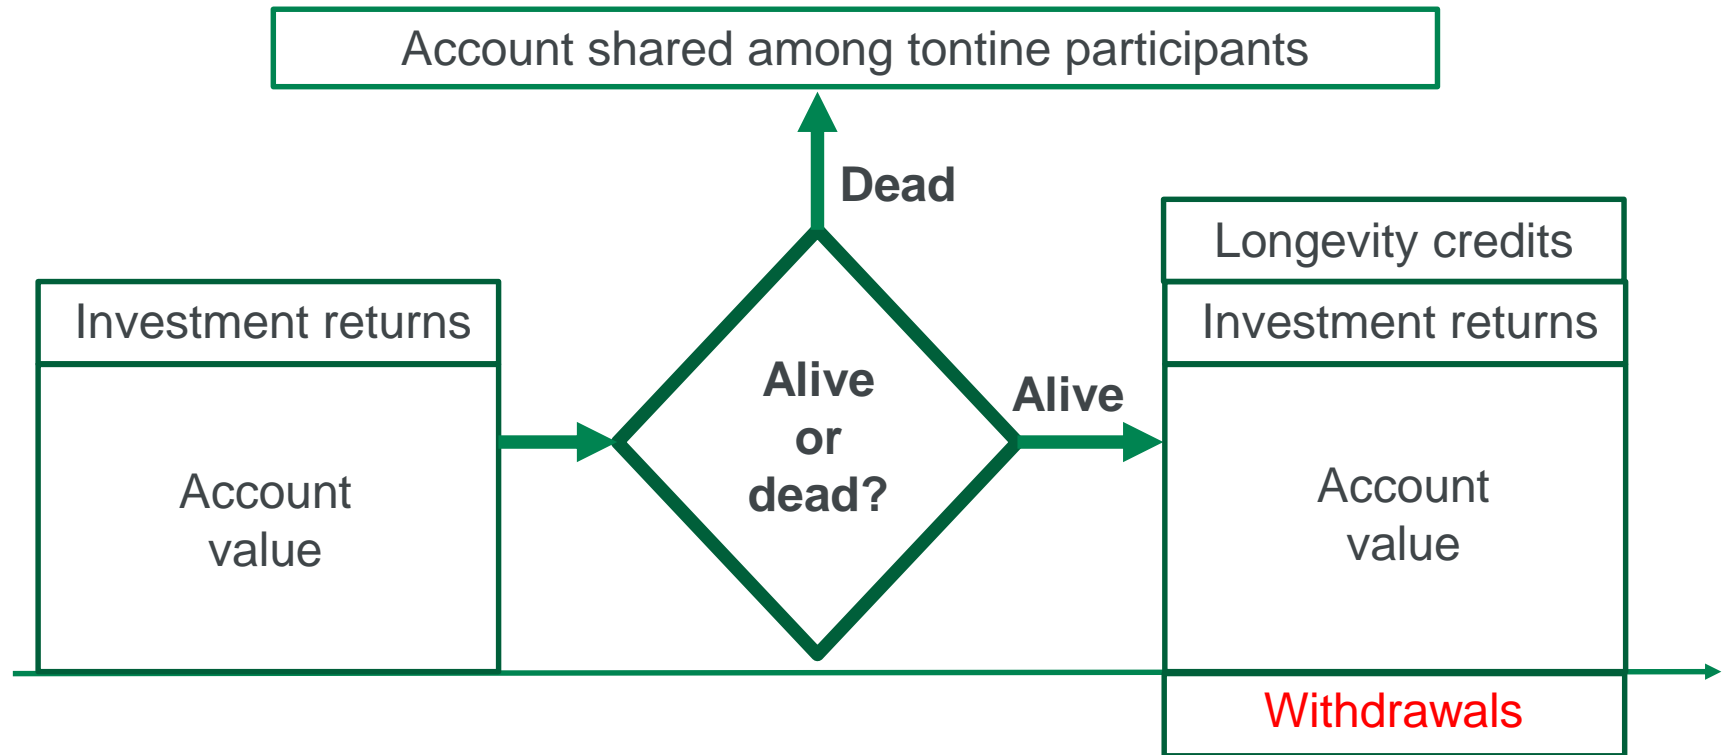 Account shared among tontine participants
Dead
Investment returns
Account
value
Alive
or
dead?
Alive
Longevity credits
Investment returns
Account
value
Withdrawals